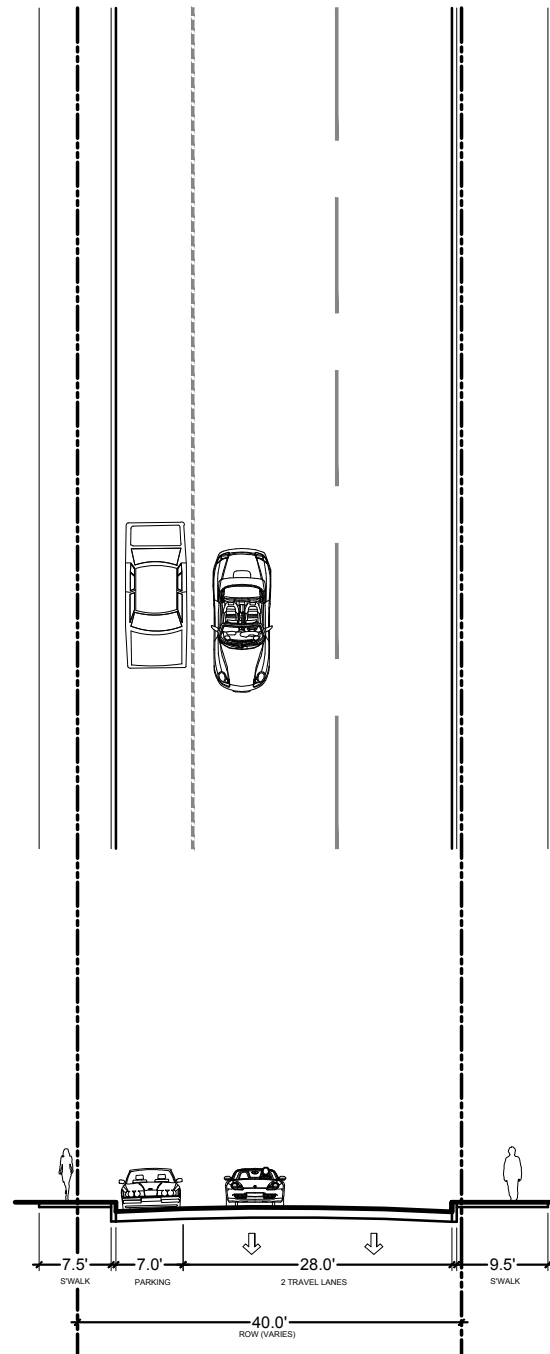 7.5' 7.0' 28.0' 9.5'
S'WALK PARKING 2 TRAVEL LANES S'WALK
40.0'
ROW (VARIES)